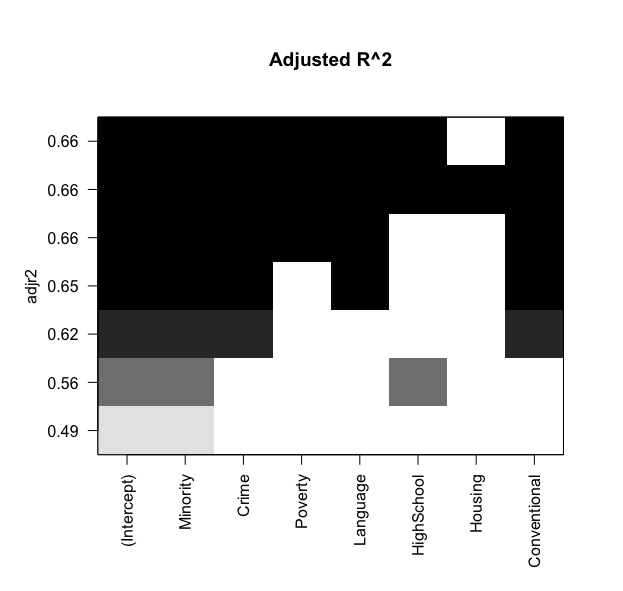 Adjusted R^2
adjr2
0.66
0.66
0.66
0.65
0.62
0.56
0.49
(Intercept)
Minority
Crime
Poverty
Language
HighSchool
Housing
Conventional